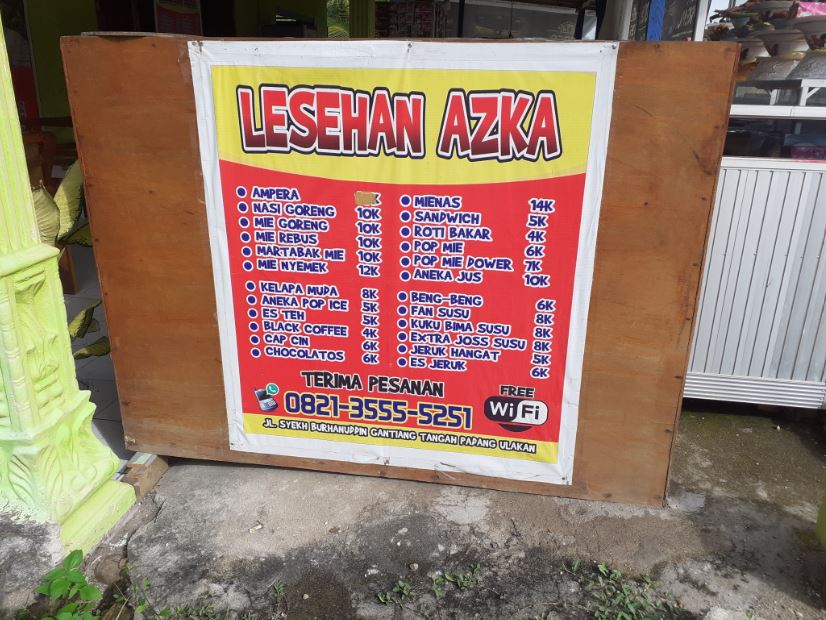 LESEHAN AZKA
AMPERA K
NASI GORENG 10K
MIE GORENG 10K
MIE REBUS 10K
MARTABAK MIE 10K
MIE NYEMEK 12K
KELAPA MUDA 8K
ANEKA POP ICE 5K
ES TEH 5K
BLACK COFFEE 4K
CAP CIN 6K
CHOCOLATOS 6K
MIENAS 14K
SANDWICH 5K
ROTI BAKAR 4K
POP MIE 6K
POP MIE POWER 7K
ANEKA JUS 10K
BENG-BENG 6K
FAN SUSU 8K
KUKU BIMA SUSU 8K
EXTRA JOSS SUSU 8K
JERUK HANGAT 5K
ES JERUK 6K
TERIMA PESANAN
0821-3555-5251
FREE
WiFi
JL. SYEKH BURHANUDDIN GANTIANG TANGAH PADANG ULAKAN